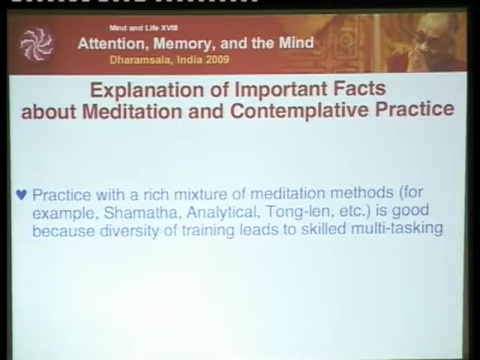 Mind and Life XVIII
Attention, Memory, and the Mind
Dharamsala, India 2009
Explanation of Important Facts
about Meditation and Contemplative Practice
♥ Practice with a rich mixture of meditation methods (for
example, Shamatha, Analytical, Tong-len, etc.) is good
because diversity of training leads to skilled multi-tasking